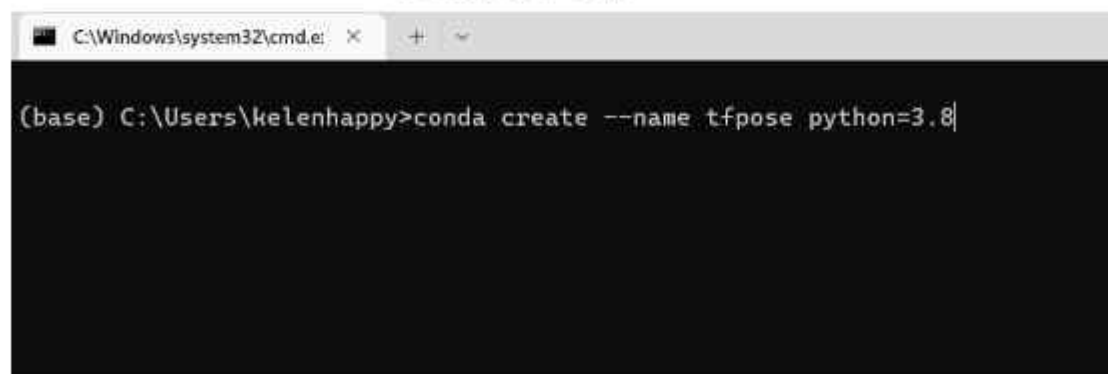 C:\Windows\system32\cmd.e:
(base) C:\Users\kelenhappy>conda create --name tfpose python=3.8